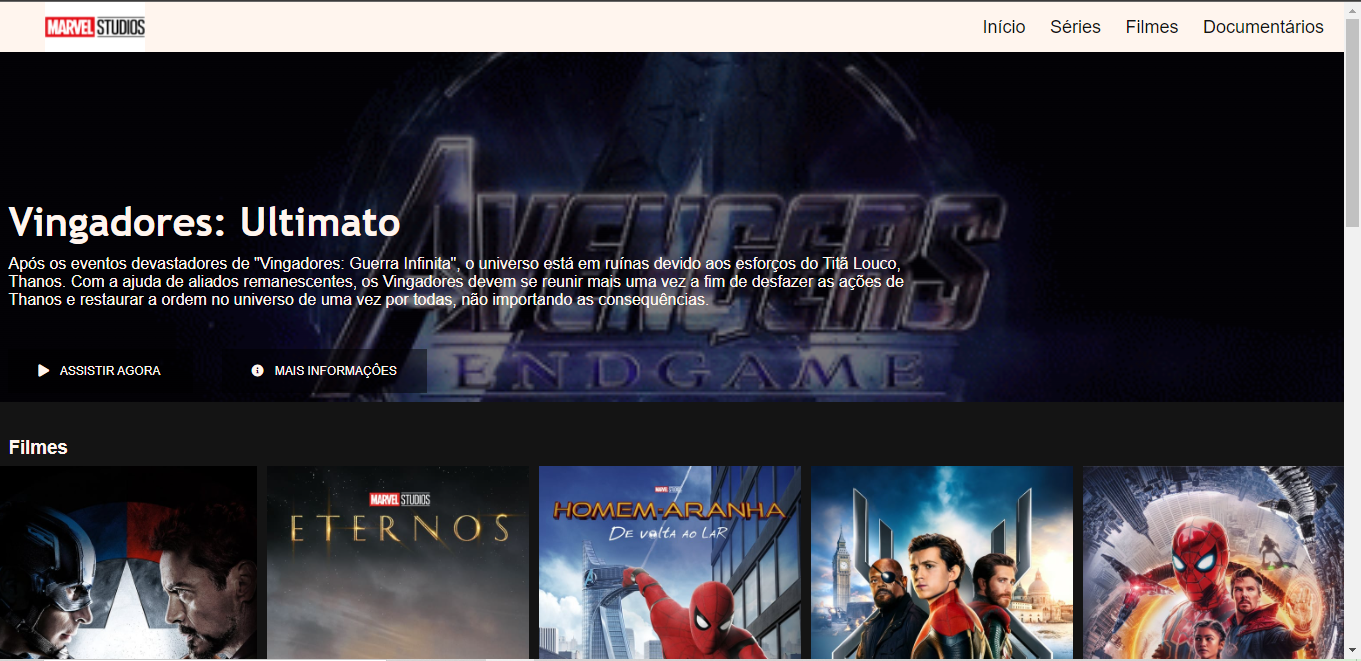 MARVEL STUDIOS
Início Séries Filmes Documentários
AVENGERS
ENDGAME
Vingadores: Ultimato
Após os eventos devastadores de "Vingadores: Guerra Infinita", o universo está em ruínas devido aos esforços do Titã Louco,
Thanos. Com a ajuda de aliados remanescentes, os Vingadores devem se reunir mais uma vez a fim de desfazer as ações de
Thanos e restaurar a ordem no universo de uma vez por todas, não importando as consequências.
ASSISTIR AGORA
MAIS INFORMAÇÔES
Filmes
MARVEL STUDIOS
ETERNOS
MARVEL STUDIOS
HOMEM-ARANHA
DE VOLTA AO LAR